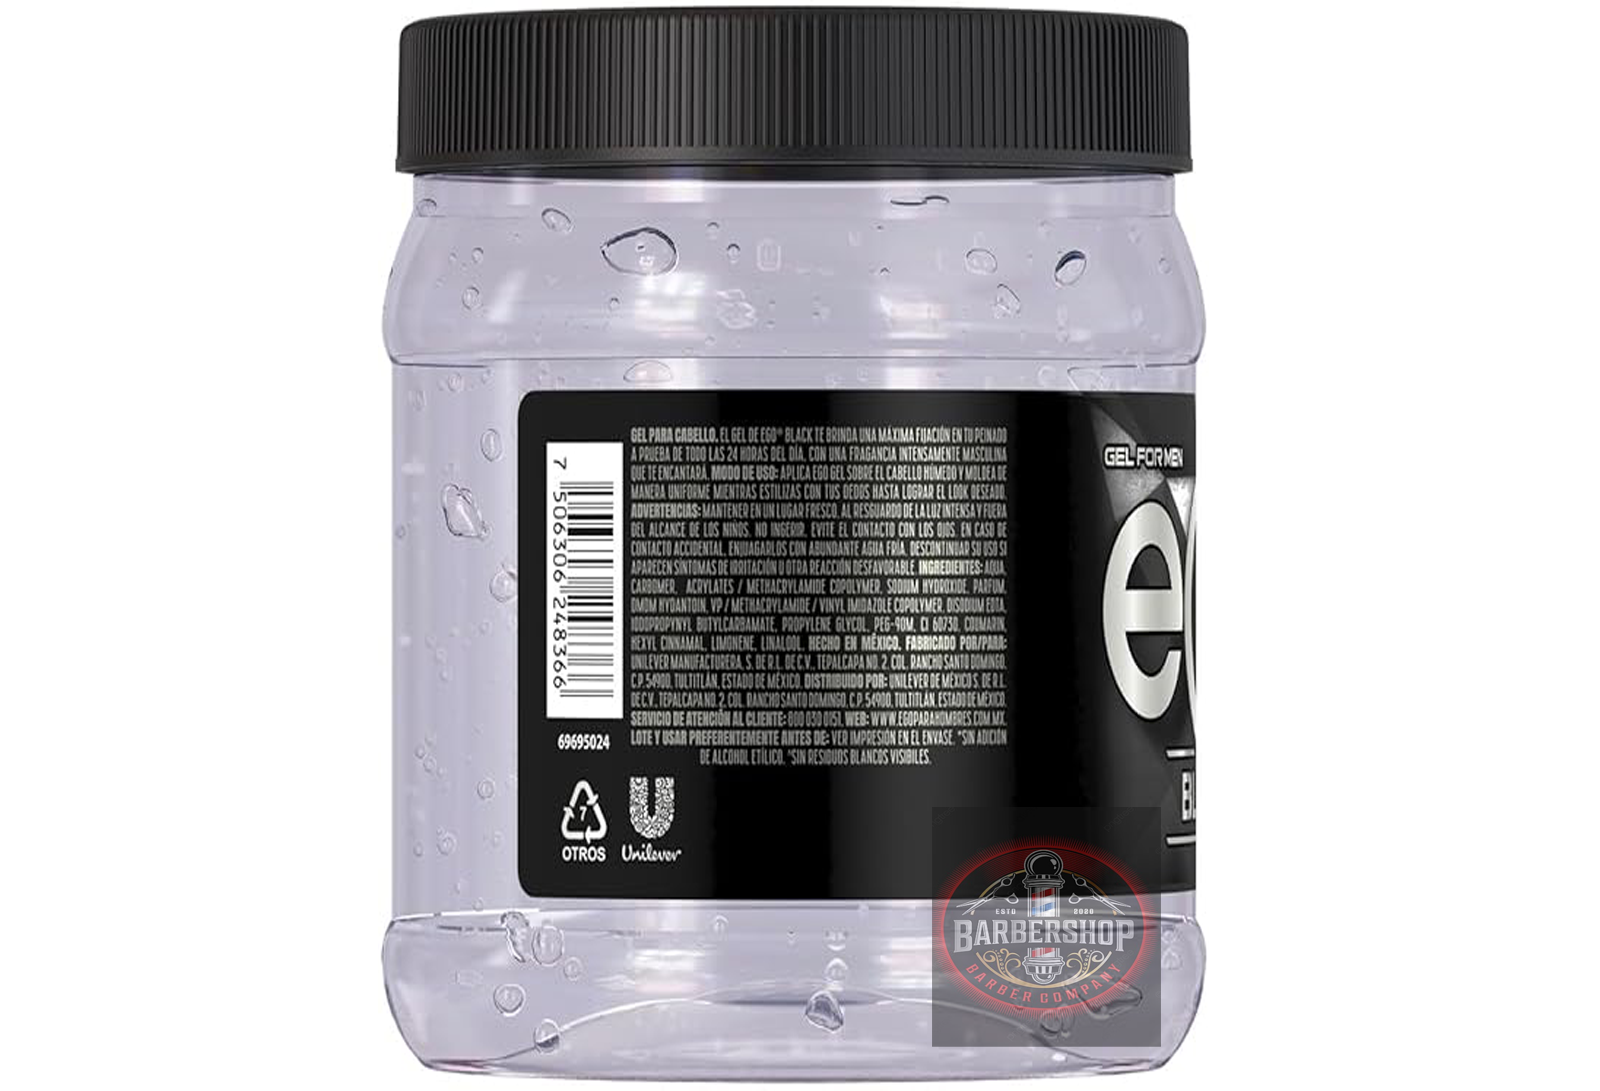 GEL PARA CABELLO. EL GEL DE EGO® BLACK TE BRINDA UNA MÁXIMA FIJACIÓN EN TU PEINADO
A PRUEBA DE TODO LAS 24 HORAS DEL DÍA, CON UNA FRAGANCIA INTENSAMENTE MASCULINA
QUE TE ENCANTARÁ. MODO DE USO: APLICA EGO GEL SOBRE EL CABELLO HÚMEDO Y MOLDEA DE
MANERA UNIFORME MIENTRAS ESTILIZAS CON TUS DEDOS HASTA LOGRAR EL LOOK DESEADO.
ADVERTENCIAS: MANTENER EN UN LUGAR FRESCO, AL RESGUARDO DE LA LUZ INTENSA Y FUERA
DEL ALCANCE DE LOS NIÑOS. NO INGERIR. EVITE EL CONTACTO CON LOS OJOS. EN CASO DE
CONTACTO ACCIDENTAL, ENJUAGARLOS CON ABUNDANTE AGUA FRÍA. DESCONTINUAR SU USO SI
APARECEN SÍNTOMAS DE IRRITACIÓN U OTRA REACCIÓN DESFAVORABLE. INGREDIENTES: AQUA,
CARBOMER, ACRYLATES / METHACRYLAMIDE COPOLYMER, SODIUM HYDROXIDE, PARFUM,
DMDM HYDANTOIN, VP / METHACRYLAMIDE / VINYL IMIDAZOLE COPOLYMER, DISODIUM EDTA,
IODOPROPYNYL BUTYLCARBAMATE, PROPYLENE GLYCOL, PEG-90M, CI 60730, COUMARIN,
HEXYL CINNAMAL, LIMONENE, LINALOOL. HECHO EN MÉXICO. FABRICADO POR/PARA:
UNILEVER MANUFACTURERA, S. DE R.L. DE C.V., TEPALCAPA NO. 2, COL. RANCHO SANTO DOMINGO,
C.P. 54900, TULTITLÁN, ESTADO DE MÉXICO. DISTRIBUIDO POR: UNILEVER DE MÉXICO S. DE R.L.
DE C.V., TEPALCAPA NO. 2, COL. RANCHO SANTO DOMINGO, C.P. 54900, TULTITLÁN, ESTADO DE MÉXICO.
SERVICIO DE ATENCIÓN AL CLIENTE: 800 030 0151. WEB: WWW.EGOPARAHOMBRES.COM.MX.
LOTE Y USAR PREFERENTEMENTE ANTES DE: VER IMPRESIÓN EN EL ENVASE. *SIN ADICIÓN
DE ALCOHOL ETÍLICO. *SIN RESIDUOS BLANCOS VISIBLES.
7 506306 248366
69695024
7
OTROS
Unilever
GEL FOR MEN
e
ESTD 2020
BARBERSHOP
BARBER COMPANY